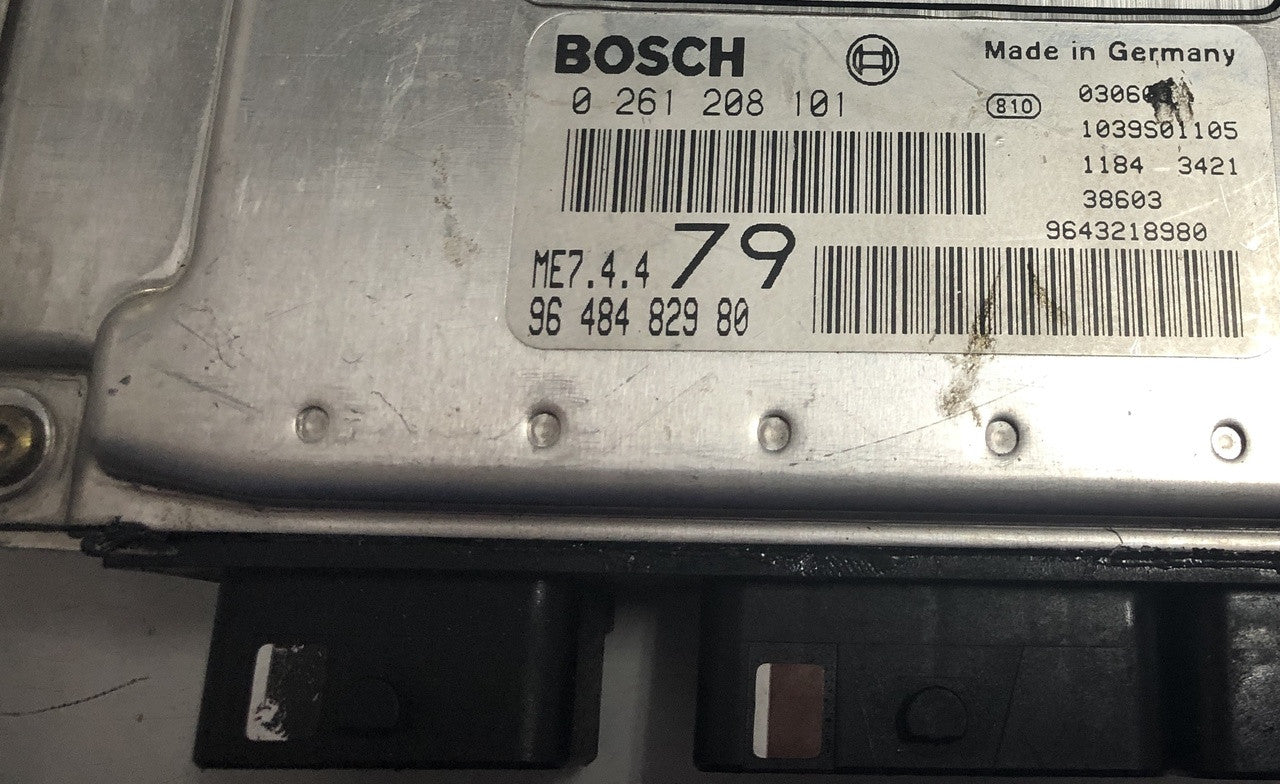 BOSCH
Made in Germany
0 261 208 101
810
1039S01105
1184 3421
38603
9643218980
ME7.4.4
79
96 484 829 80